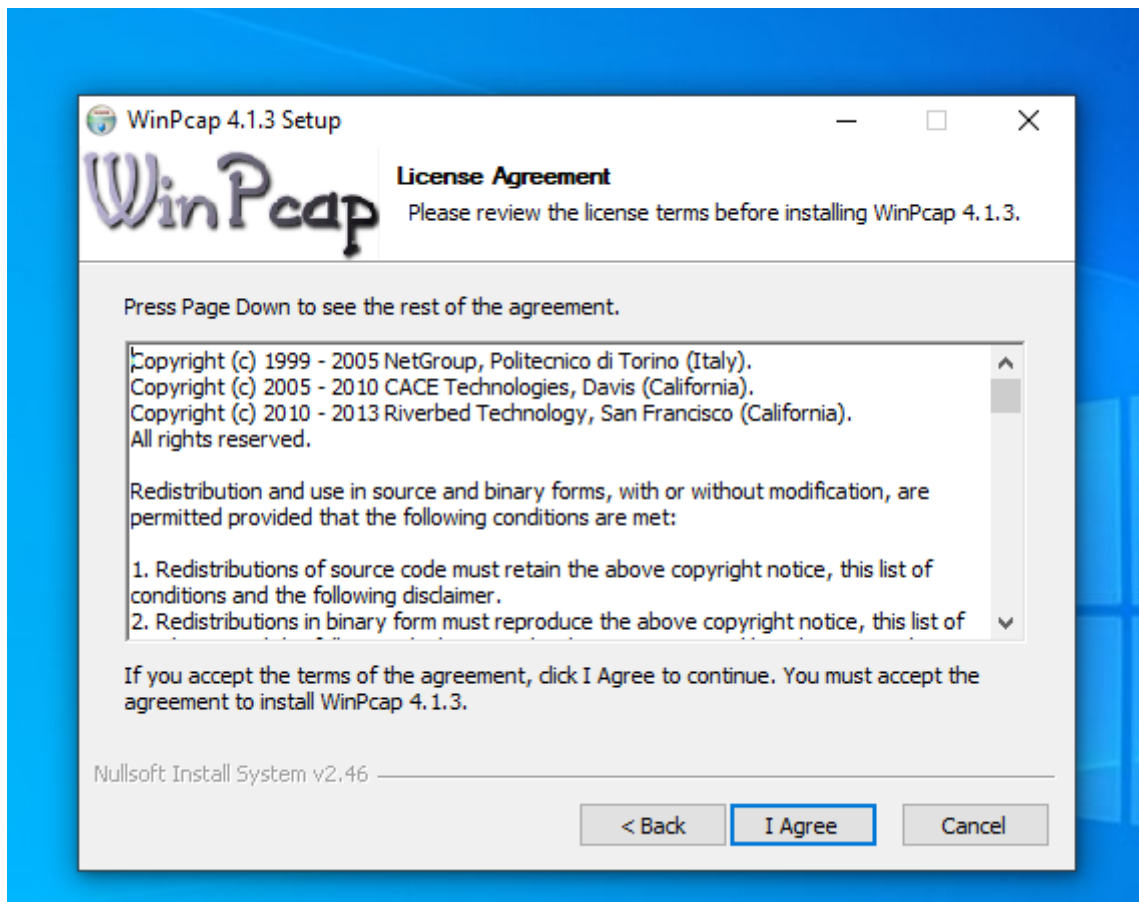 WinPcap 4.1.3 Setup
WinPcap
License Agreement
Please review the license terms before installing WinPcap 4.1.3.
Press Page Down to see the rest of the agreement.
Copyright (c) 1999 - 2005 NetGroup, Politecnico di Torino (Italy).
Copyright (c) 2005 - 2010 CACE Technologies, Davis (California).
Copyright (c) 2010 - 2013 Riverbed Technology, San Francisco (California).
All rights reserved.
Redistribution and use in source and binary forms, with or without modification, are
permitted provided that the following conditions are met:
1. Redistributions of source code must retain the above copyright notice, this list of
conditions and the following disclaimer.
2. Redistributions in binary form must reproduce the above copyright notice, this list of
If you accept the terms of the agreement, click I Agree to continue. You must accept the
agreement to install WinPcap 4.1.3.
Nullsoft Install System v2.46
< Back
I Agree
Cancel